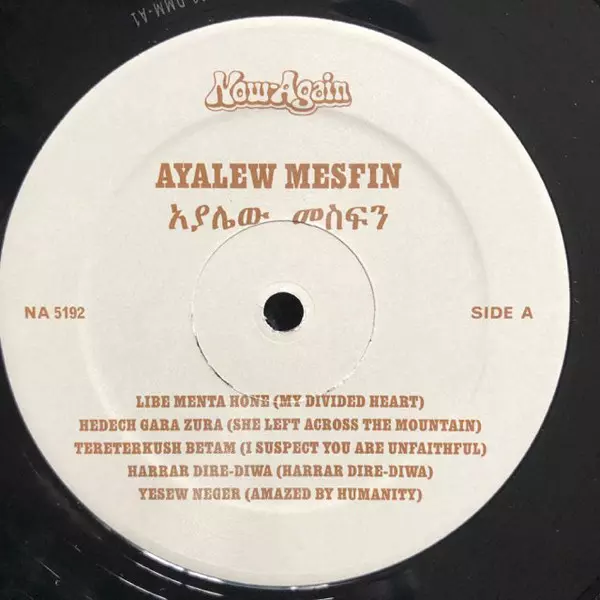 Now-Again
AYALEW MESFIN
አያሌው መስፍን
NA 5192
SIDE A
LIBE MENTA HONE (MY DIVIDED HEART)
HEDECH GARA ZURA (SHE LEFT ACROSS THE MOUNTAIN)
TERETERKUSH BETAM (I SUSPECT YOU ARE UNFAITHFUL)
HARRAR DIRE-DIWA (HARRAR DIRE-DIWA)
YESEW NEGER (AMAZED BY HUMANITY)